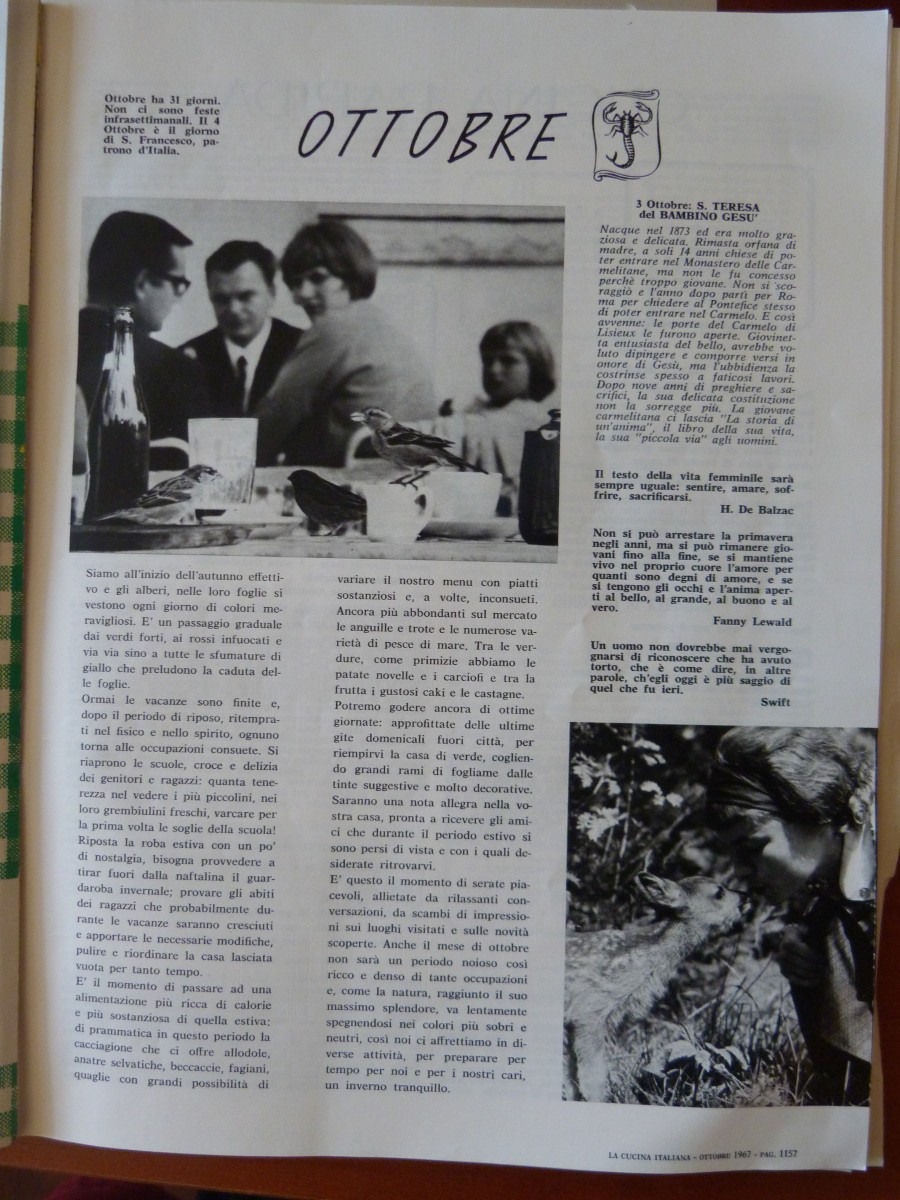 Ottobre ha 31 giorni.
Non ci sono feste
infrasettimanali. Il 4
Ottobre è il giorno
di S. Francesco, pa-
trono d'Italia.
OTTOBRE
3 Ottobre: S. TERESA
del BAMBINO GESU'
Nacque nel 1873 ed era molto gra-
ziosa e delicata. Rimasta orfana di
madre, a soli 14 anni chiese di po-
ter entrare nel Monastero delle Car-
melitane, ma non le fu concesso
perchè troppo giovane. Non si sco-
raggiò e l'anno dopo partì per Ro-
ma per chiedere al Pontefice stesso
di poter entrare nel Carmelo. E così
avvenne: le porte del Carmelo di
Lisieux le furono aperte. Giovinet-
ta entusiasta del bello, avrebbe vo-
luto dipingere e comporre versi in
onore di Gesù, ma l'ubbidienza la
costrinse spesso a faticosi lavori.
Dopo nove anni di preghiere e sa-
crifici, la sua delicata costituzione
non la sorregge più. La giovane
carmelitana ci lascia "La storia di
un'anima", il libro della sua vita,
la sua "piccola via" agli uomini.
Il testo della vita femminile sarà
sempre uguale: sentire, amare, sof-
frire, sacrificarsi.
H. De Balzac
Non si può arrestare la primavera
negli anni, ma si può rimanere gio-
vani fino alla fine, se si mantiene
vivo nel proprio cuore l'amore per
quanti sono degni di amore, e se
si tengono gli occhi e l'anima aper-
ti al bello, al grande, al buono e al
vero.
Fanny Lewald
Un uomo non dovrebbe mai vergo-
gnarsi di riconoscere che ha avuto
torto, che è come dire, in altre
parole, ch'egli oggi è più saggio di
quel che fu ieri.
Swift
Siamo all'inizio dell'autunno effetti-
vo e gli alberi, nelle loro foglie si
vestono ogni giorno di colori me-
ravigliosi. E' un passaggio graduale
dai verdi forti, ai rossi infuocati e
via via sino a tutte le sfumature di
giallo che preludono la caduta del-
le foglie.
Ormai le vacanze sono finite e,
dopo il periodo di riposo, ritempra-
ti nel fisico e nello spirito, ognuno
torna alle occupazioni consuete. Si
riaprono le scuole, croce e delizia
dei genitori e ragazzi: quanta tene-
rezza nel vedere i più piccolini, nei
loro grembiulini freschi, varcare per
la prima volta le soglie della scuola!
Riposta la roba estiva con un po'
di nostalgia, bisogna provvedere a
tirar fuori dalla naftalina il guar-
daroba invernale; provare gli abiti
dei ragazzi che probabilmente du-
rante le vacanze saranno cresciuti
e apportare le necessarie modifiche,
pulire e riordinare la casa lasciata
vuota per tanto tempo.
E' il momento di passare ad una
alimentazione più ricca di calorie
e più sostanziosa di quella estiva;
di prammatica in questo periodo la
cacciagione che ci offre allodole,
anatre selvatiche, beccaccie, fagiani,
quaglie con grandi possibilità di
variare il nostro menu con piatti
sostanziosi e, a volte, inconsueti.
Ancora più abbondanti sul mercato
le anguille e trote e le numerose va-
rietà di pesce di mare. Tra le ver-
dure, come primizie abbiamo le
patate novelle e i carciofi e tra la
frutta i gustosi caki e le castagne.
Potremo godere ancora di ottime
giornate: approfittate delle ultime
gite domenicali fuori città, per
riempirvi la casa di verde, coglien-
do grandi rami di fogliame dalle
tinte suggestive e molto decorative.
Saranno una nota allegra nella vo-
stra casa, pronta a ricevere gli ami-
ci che durante il periodo estivo si
sono persi di vista e con i quali de-
siderate ritrovarvi.
E' questo il momento di serate pia-
cevoli, allietate da rilassanti con-
versazioni, da scambi di impressio-
ni sui luoghi visitati e sulle novità
scoperte. Anche il mese di ottobre
non sarà un periodo noioso così
ricco e denso di tante occupazioni
e, come la natura, raggiunto il suo
massimo splendore, va lentamente
spegnendosi nei colori più sobri e
neutri, così noi ci affrettiamo in di-
verse attività, per preparare per
tempo per noi e per i nostri cari,
un inverno tranquillo.
LA CUCINA ITALIANA - OTTOBRE 1967 - PAG. 1157